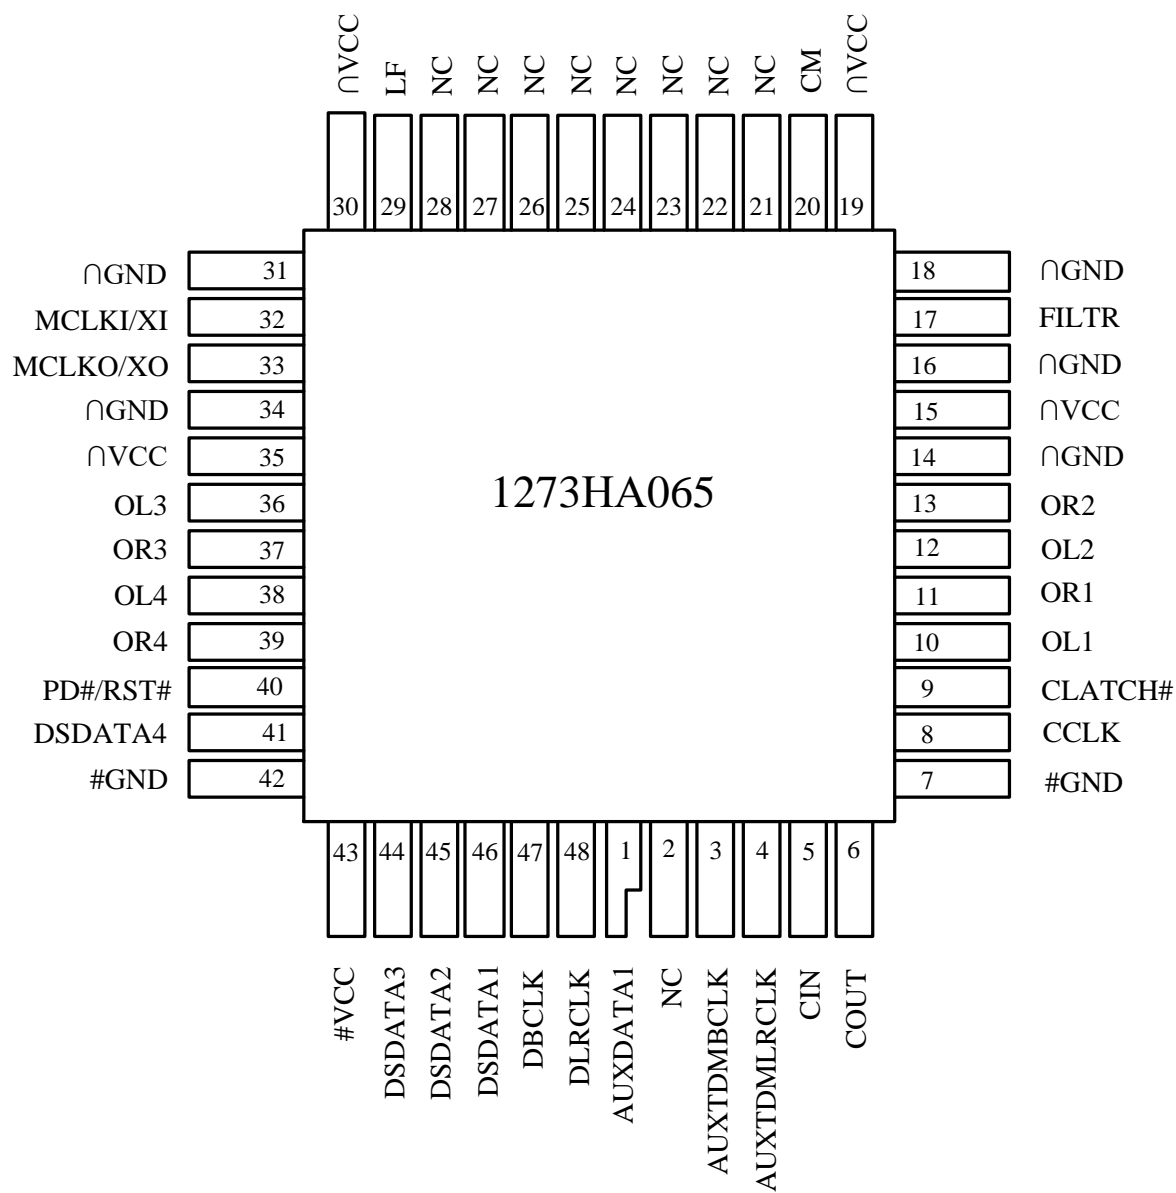 ∩VCC
LF
NC
NC
NC
NC
NC
NC
NC
NC
CM
∩VCC
30
29
28
27
26
25
24
23
22
21
20
19
∩GND 31
MCLKI/XI 32
MCLKO/XO 33
∩GND 34
∩VCC 35
OL3 36
OR3 37
OL4 38
OR4 39
PD#/RST# 40
DSDATA4 41
#GND 42
1273HA065
18 ∩GND
17 FILTR
16 ∩GND
15 ∩VCC
14 ∩GND
13 OR2
12 OL2
11 OR1
10 OL1
9 CLATCH#
8 CCLK
7 #GND
43
44
45
46
47
48
1
2
3
4
5
6
#VCC
DSDATA3
DSDATA2
DSDATA1
DBCLK
DLRCLK
AUXDATA1
NC
AUXTDMBCLK
AUXTDMLRCLK
CIN
COUT